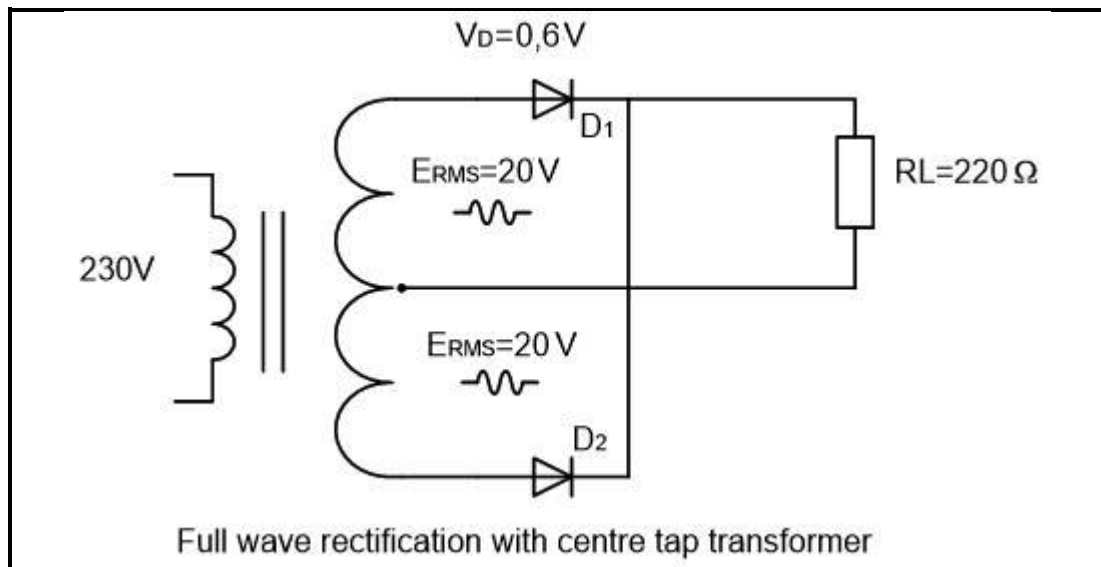 VD=0,6V
D1
ERMS=20V
RL=220Ω
230V
ERMS=20V
D2
Full wave rectification with centre tap transformer